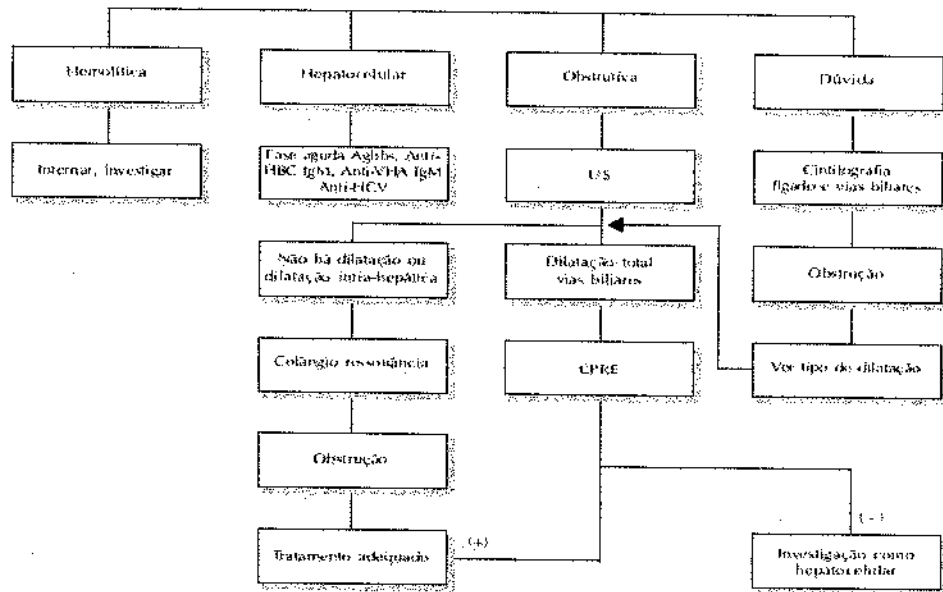 Hemolítica
Hepatocelular
Obstrutiva
Dúvida
Internar, investigar
Fase aguda AgHbs, Anti-
HBC IgM, Anti-VHA IgM
Anti-HCV
US
Cintilografia
fígado e vias biliares
Não há dilatação ou
dilatação intra-hepática
Dilatação total
vias biliares
Obstrução
Colângio ressonância
CPRE
Ver tipo de dilatação
Obstrução
Tratamento adequado
(+)
(-)
Investigação como
hepatocelular